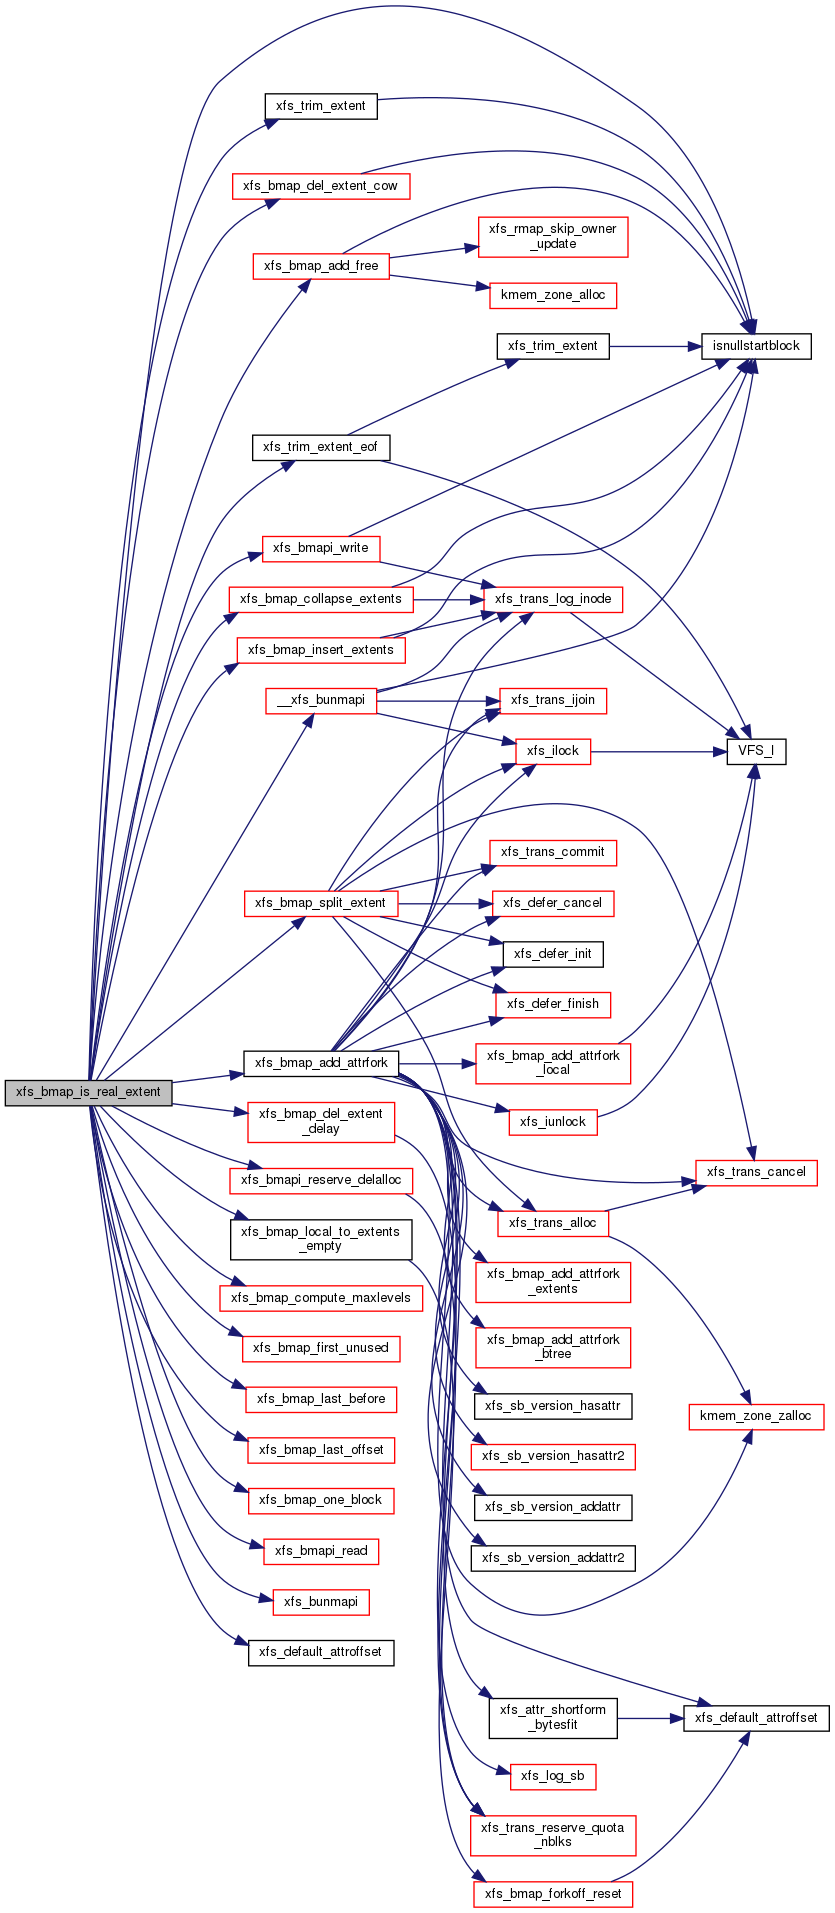 xfs_trim_extent
xfs_bmap_del_extent_cow
xfs_rmap_skip_owner
_update
xfs_bmap_add_free
kmem_zone_alloc
xfs_trim_extent
isnullstartblock
xfs_trim_extent_eof
xfs_bmapi_write
xfs_bmap_collapse_extents
xfs_trans_log_inode
xfs_bmap_insert_extents
__xfs_bunmapi
xfs_trans_ijoin
xfs_ilock
VFS_I
xfs_trans_commit
xfs_bmap_split_extent
xfs_defer_cancel
xfs_defer_init
xfs_defer_finish
xfs_bmap_add_attrfork
xfs_bmap_add_attrfork
_local
xfs_bmap_is_real_extent
xfs_bmap_del_extent
_delay
xfs_iunlock
xfs_bmapi_reserve_delalloc
xfs_trans_cancel
xfs_trans_alloc
xfs_bmap_local_to_extents
_empty
xfs_bmap_add_attrfork
_extents
xfs_bmap_compute_maxlevels
xfs_bmap_first_unused
xfs_bmap_add_attrfork
_btree
xfs_bmap_last_before
xfs_sb_version_hasattr
kmem_zone_zalloc
xfs_bmap_last_offset
xfs_sb_version_hasattr2
xfs_bmap_one_block
xfs_sb_version_addattr
xfs_bmapi_read
xfs_sb_version_addattr2
xfs_bunmapi
xfs_default_attroffset
xfs_attr_shortform
_bytesfit
xfs_default_attroffset
xfs_log_sb
xfs_trans_reserve_quota
_nblks
xfs_bmap_forkoff_reset